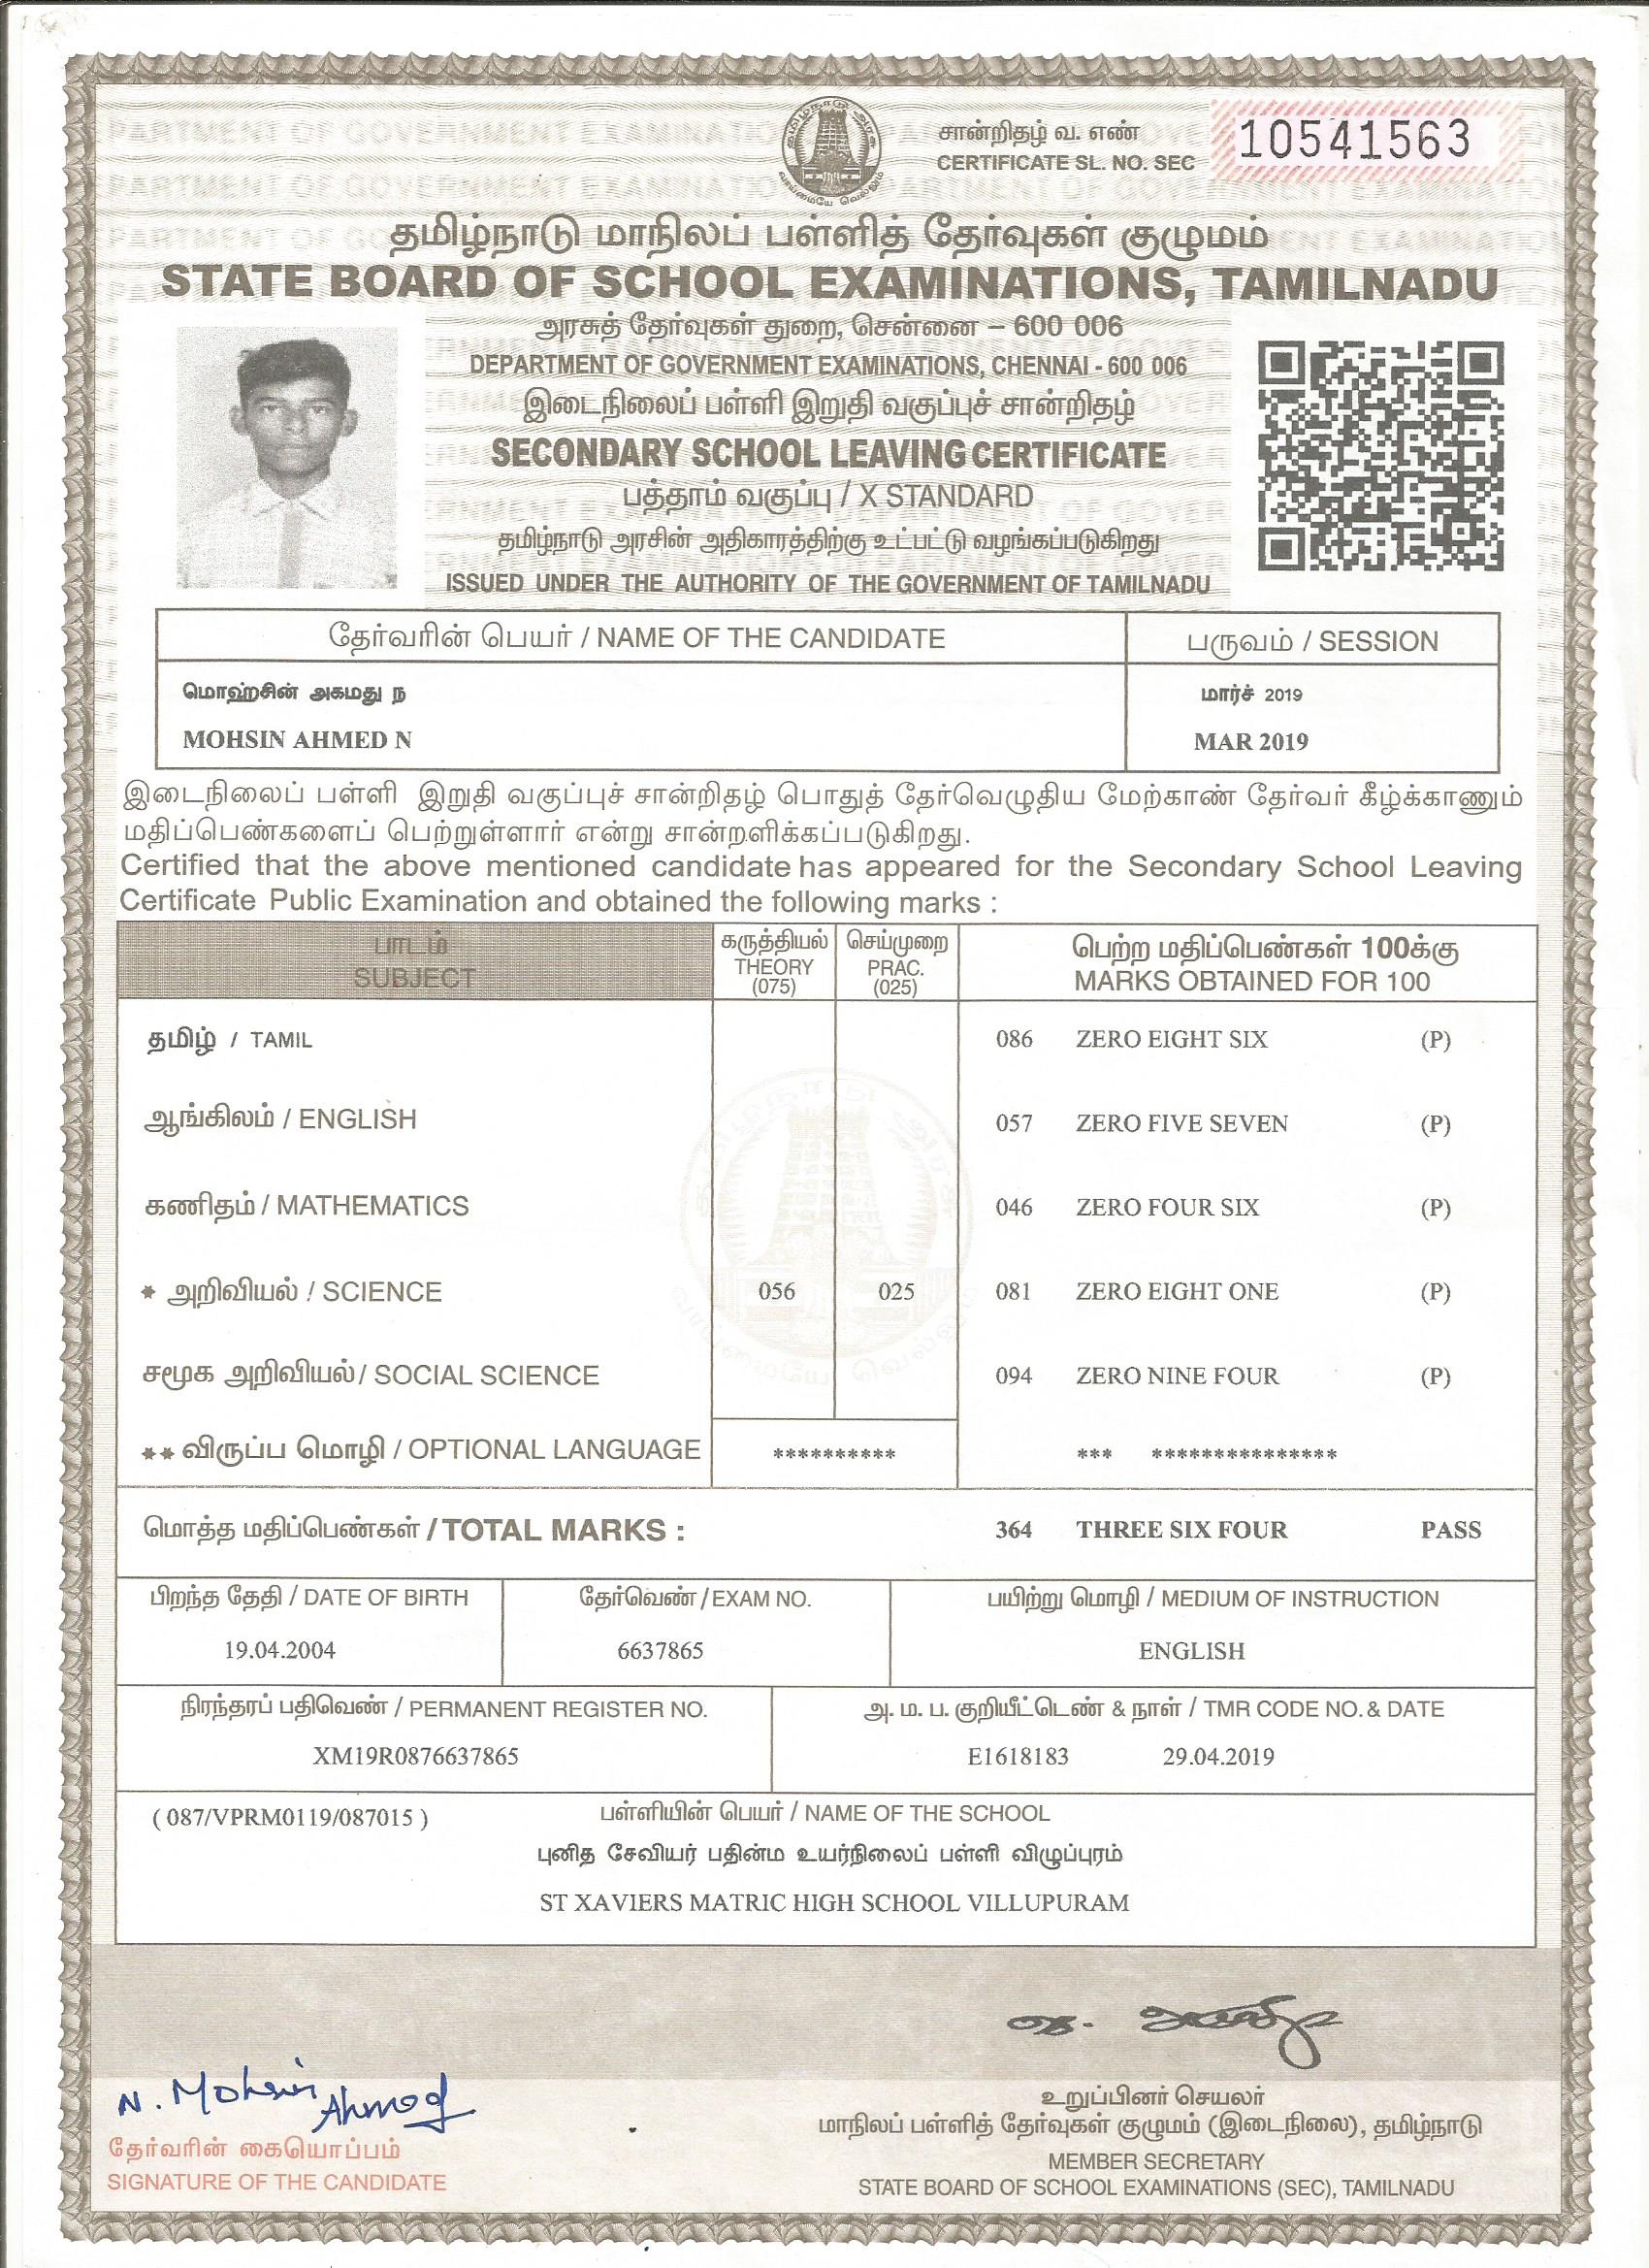 சான்றிதழ் வ. எண்
CERTIFICATE SL. NO. SEC
10541563
தமிழ்நாடு மாநிலப் பள்ளித் தேர்வுகள் குழுமம்
STATE BOARD OF SCHOOL EXAMINATIONS, TAMILNADU
அரசுத் தேர்வுகள் துறை, சென்னை – 600 006
DEPARTMENT OF GOVERNMENT EXAMINATIONS, CHENNAI - 600 006
இடைநிலைப் பள்ளி இறுதி வகுப்புச் சான்றிதழ்
SECONDARY SCHOOL LEAVING CERTIFICATE
பத்தாம் வகுப்பு / X STANDARD
தமிழ்நாடு அரசின் அதிகாரத்திற்கு உட்பட்டு வழங்கப்படுகிறது
ISSUED UNDER THE AUTHORITY OF THE GOVERNMENT OF TAMILNADU
தேர்வரின் பெயர் / NAME OF THE CANDIDATE பருவம் / SESSION
மொஹ்சின் அகமது ந மார்ச் 2019
MOHSIN AHMED N MAR 2019
இடைநிலைப் பள்ளி இறுதி வகுப்புச் சான்றிதழ் பொதுத் தேர்வெழுதிய மேற்காண் தேர்வர் கீழ்க்காணும்
மதிப்பெண்களைப் பெற்றுள்ளார் என்று சான்றளிக்கப்படுகிறது.
Certified that the above mentioned candidate has appeared for the Secondary School Leaving
Certificate Public Examination and obtained the following marks :
பாடம் கருத்தியல் செய்முறை பெற்ற மதிப்பெண்கள் 100க்கு
SUBJECT THEORY PRAC. MARKS OBTAINED FOR 100
(075) (025)
தமிழ் / TAMIL 086 ZERO EIGHT SIX (P)
ஆங்கிலம் / ENGLISH 057 ZERO FIVE SEVEN (P)
கணிதம் / MATHEMATICS 046 ZERO FOUR SIX (P)
* அறிவியல் / SCIENCE 056 025 081 ZERO EIGHT ONE (P)
சமூக அறிவியல் / SOCIAL SCIENCE 094 ZERO NINE FOUR (P)
** விருப்ப மொழி / OPTIONAL LANGUAGE ********** *** ***************
மொத்த மதிப்பெண்கள் / TOTAL MARKS : 364 THREE SIX FOUR PASS
பிறந்த தேதி / DATE OF BIRTH தேர்வெண் / EXAM NO. பயிற்று மொழி / MEDIUM OF INSTRUCTION
19.04.2004 6637865 ENGLISH
நிரந்தரப் பதிவெண் / PERMANENT REGISTER NO. அ. ம. ப. குறியீட்டெண் & நாள் / TMR CODE NO. & DATE
XM19R0876637865 E1618183 29.04.2019
( 087/VPRM0119/087015 ) பள்ளியின் பெயர் / NAME OF THE SCHOOL
புனித சேவியர் பதின்ம உயர்நிலைப் பள்ளி விழுப்புரம்
ST XAVIERS MATRIC HIGH SCHOOL VILLUPURAM
N. Mohsin Ahmed
தேர்வரின் கையொப்பம்
SIGNATURE OF THE CANDIDATE
உறுப்பினர் செயலர்
மாநிலப் பள்ளித் தேர்வுகள் குழுமம் (இடைநிலை), தமிழ்நாடு
MEMBER SECRETARY
STATE BOARD OF SCHOOL EXAMINATIONS (SEC), TAMILNADU